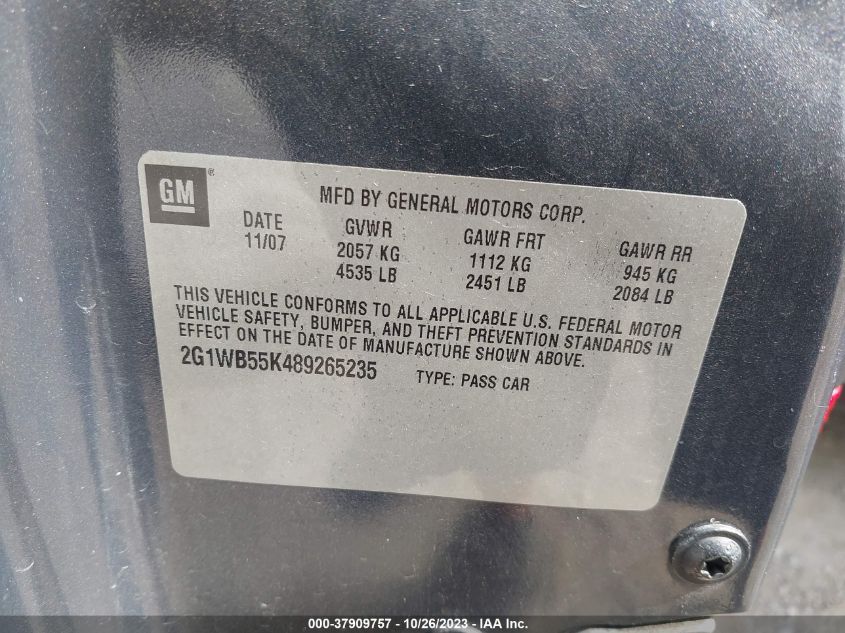 GM®
MFD BY GENERAL MOTORS CORP.
DATE GVWR GAWR FRT GAWR RR
11/07 2057 KG 1112 KG 945 KG
4535 LB 2451 LB 2084 LB
THIS VEHICLE CONFORMS TO ALL APPLICABLE U.S. FEDERAL MOTOR
VEHICLE SAFETY, BUMPER, AND THEFT PREVENTION STANDARDS IN
EFFECT ON THE DATE OF MANUFACTURE SHOWN ABOVE.
2G1WB55K489265235 TYPE: PASS CAR
000-37909757 - 10/26/2023 - IAA Inc.